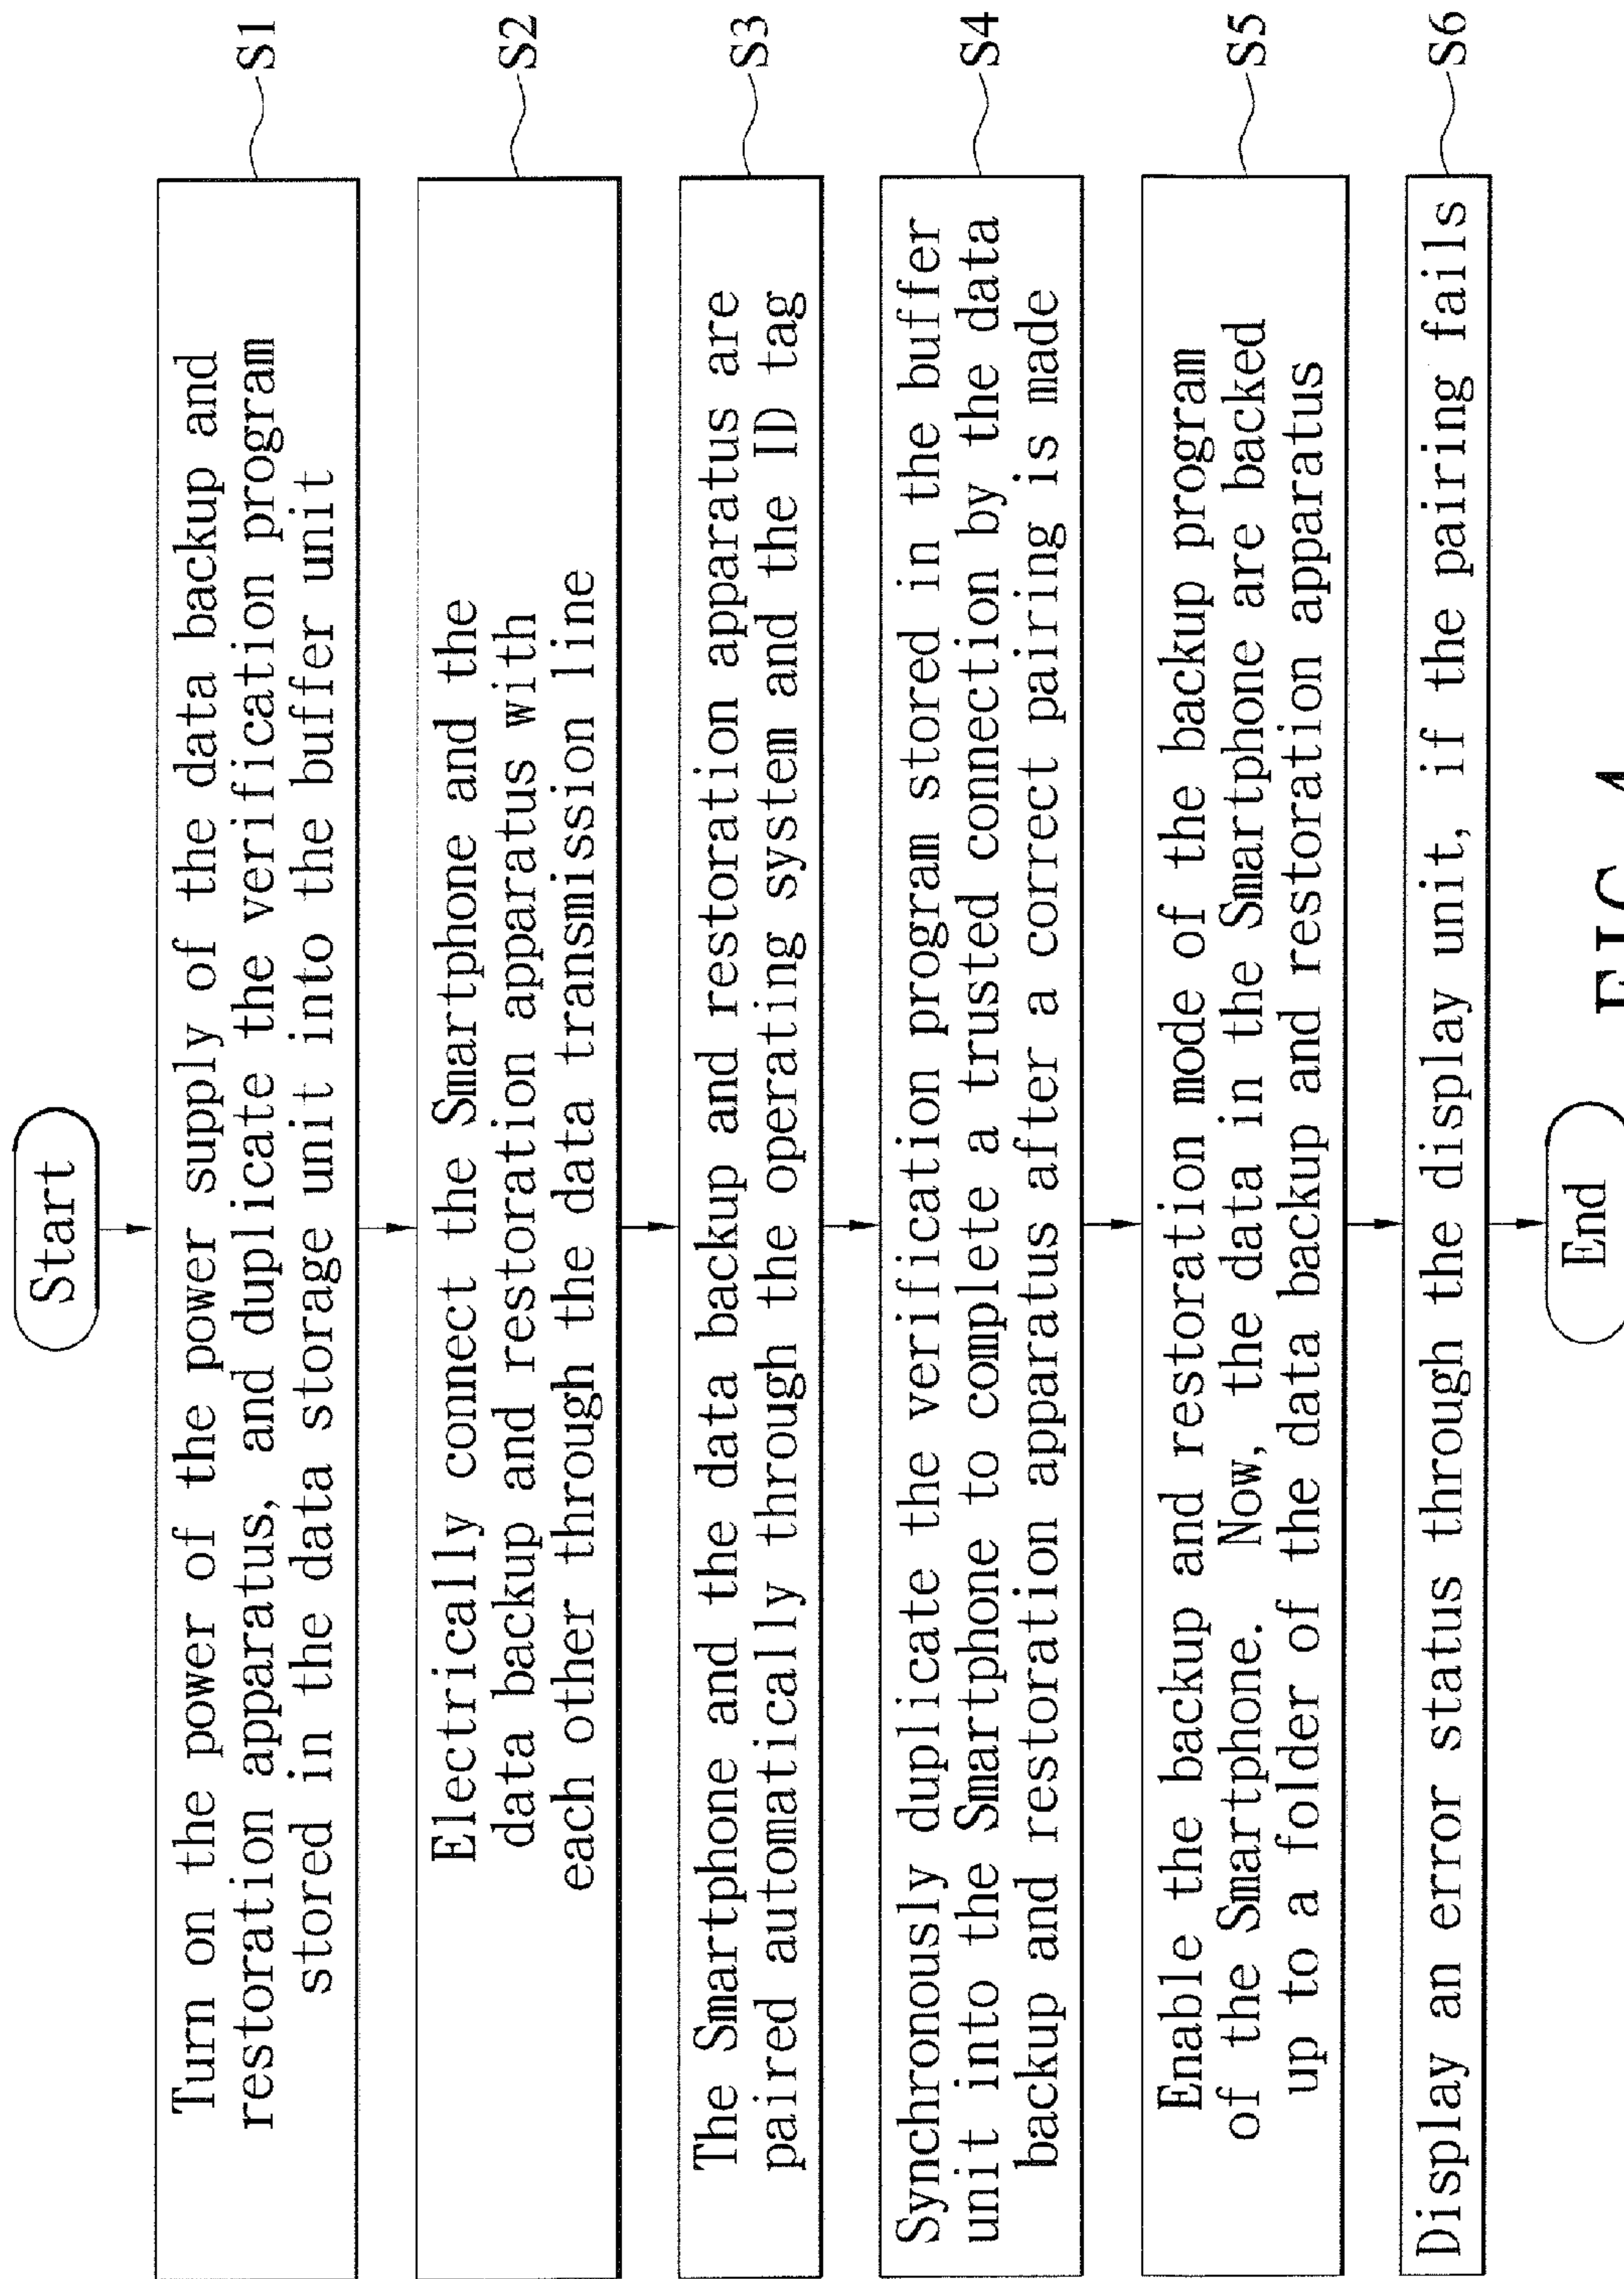 Start
Turn on the power of the power supply of the data backup and
restoration apparatus, and duplicate the verification program
stored in the data storage unit into the buffer unit
S1
Electrically connect the Smartphone and the
data backup and restoration apparatus with
each other through the data transmission line
S2
The Smartphone and the data backup and restoration apparatus are
paired automatically through the operating system and the ID tag
S3
Synchronously duplicate the verification program stored in the buffer
unit into the Smartphone to complete a trusted connection by the data
backup and restoration apparatus after a correct pairing is made
S4
Enable the backup and restoration mode of the backup program
of the Smartphone. Now, the data in the Smartphone are backed
up to a folder of the data backup and restoration apparatus
S5
Display an error status through the display unit, if the pairing fails
S6
End